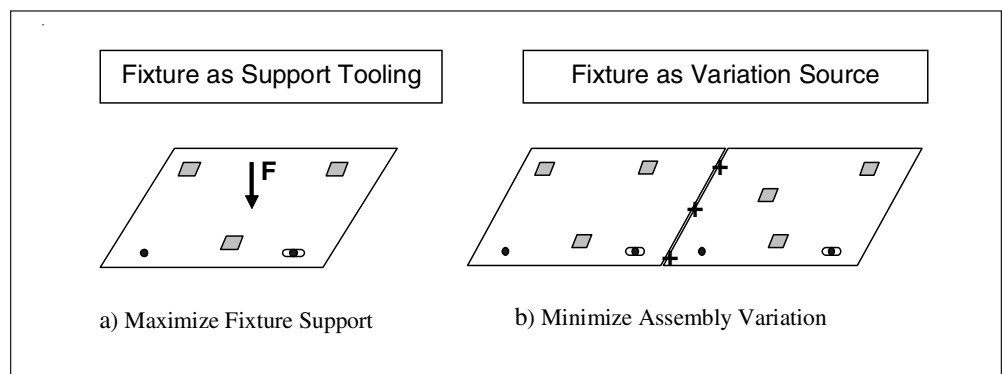 Fixture as Support Tooling
Fixture as Variation Source
F
a) Maximize Fixture Support
b) Minimize Assembly Variation